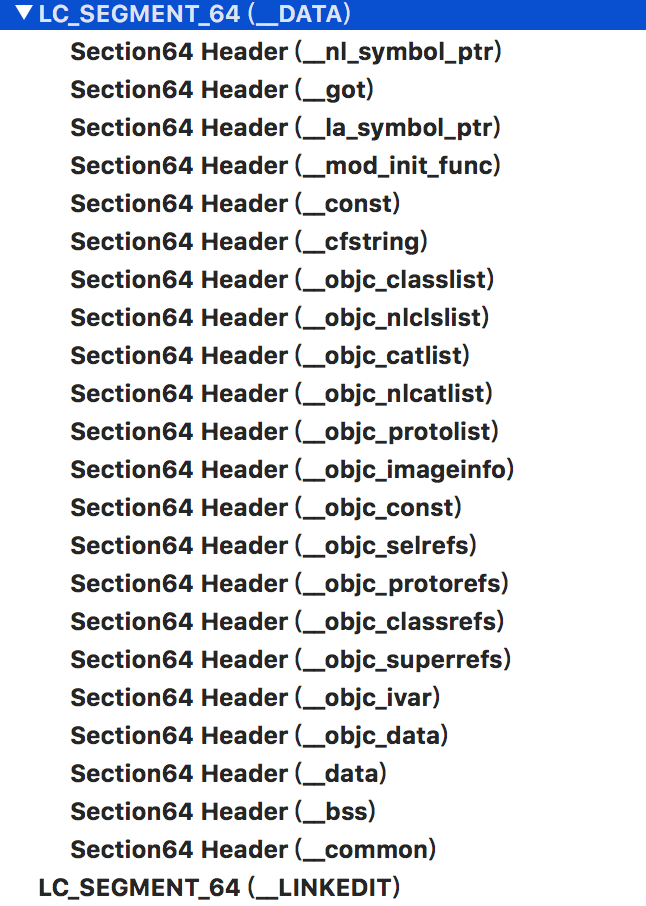 LC_SEGMENT_64 (__DATA)
Section64 Header (__nl_symbol_ptr)
Section64 Header (__got)
Section64 Header (__la_symbol_ptr)
Section64 Header (__mod_init_func)
Section64 Header (__const)
Section64 Header (__cfstring)
Section64 Header (__objc_classlist)
Section64 Header (__objc_nlclslist)
Section64 Header (__objc_catlist)
Section64 Header (__objc_nlcatlist)
Section64 Header (__objc_protolist)
Section64 Header (__objc_imageinfo)
Section64 Header (__objc_const)
Section64 Header (__objc_selrefs)
Section64 Header (__objc_protorefs)
Section64 Header (__objc_classrefs)
Section64 Header (__objc_superrefs)
Section64 Header (__objc_ivar)
Section64 Header (__objc_data)
Section64 Header (__data)
Section64 Header (__bss)
Section64 Header (__common)
LC_SEGMENT_64 (__LINKEDIT)